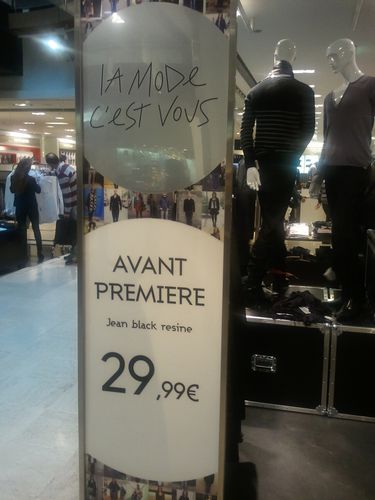 lA MODe
c'est VOUS
AVANT
PREMIERE
Jean black resine
29,99€